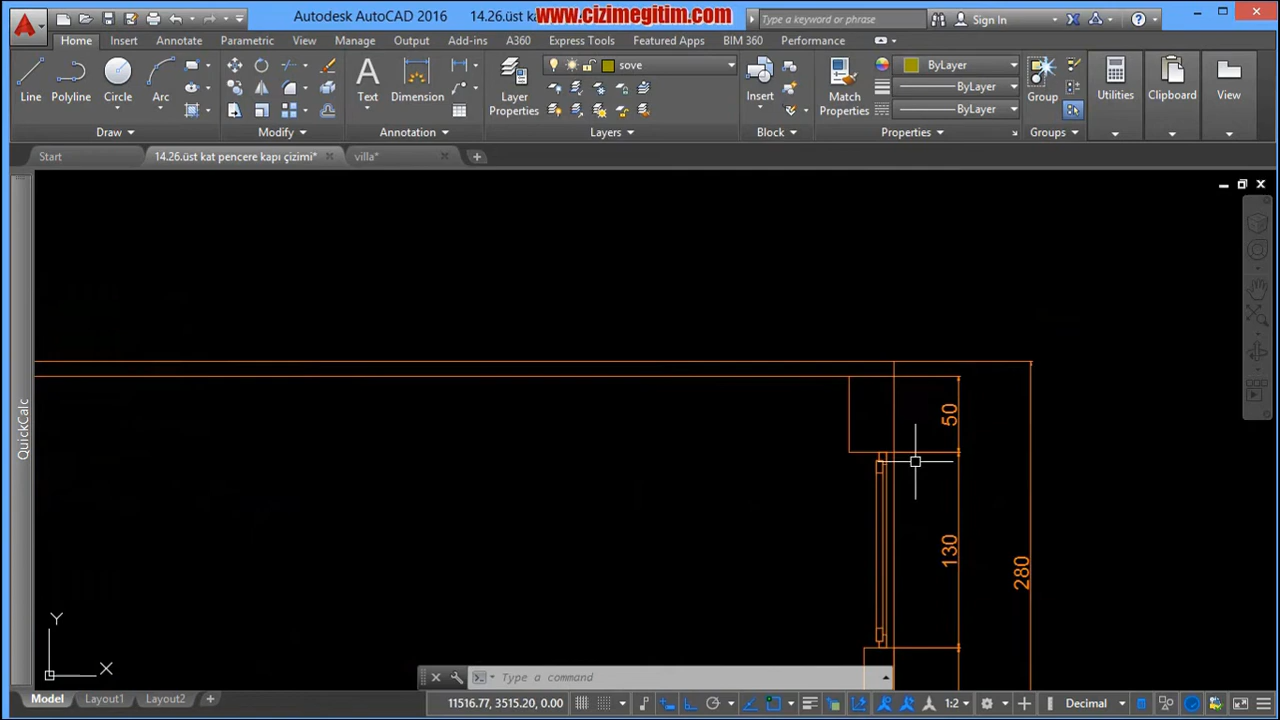 Autodesk AutoCAD 2016 14.26.üst ka www.cizimegitim.com Type a keyword or phrase Sign In
Home Insert Annotate Parametric View Manage Output Add-ins A360 Express Tools Featured Apps BIM 360 Performance
sove ByLayer
ByLayer
ByLayer
Line Polyline Circle Arc Text Dimension Layer Properties Insert Match Properties Group Utilities Clipboard View
Draw Modify Annotation Layers Block Properties Groups
Start 14.26.üst kat pencere kapı çizimi* villa*
QuickCalc
50
130
280
Y
X
Type a command
Model Layout1 Layout2 11516.77, 3515.20, 0.00 1:2 Decimal